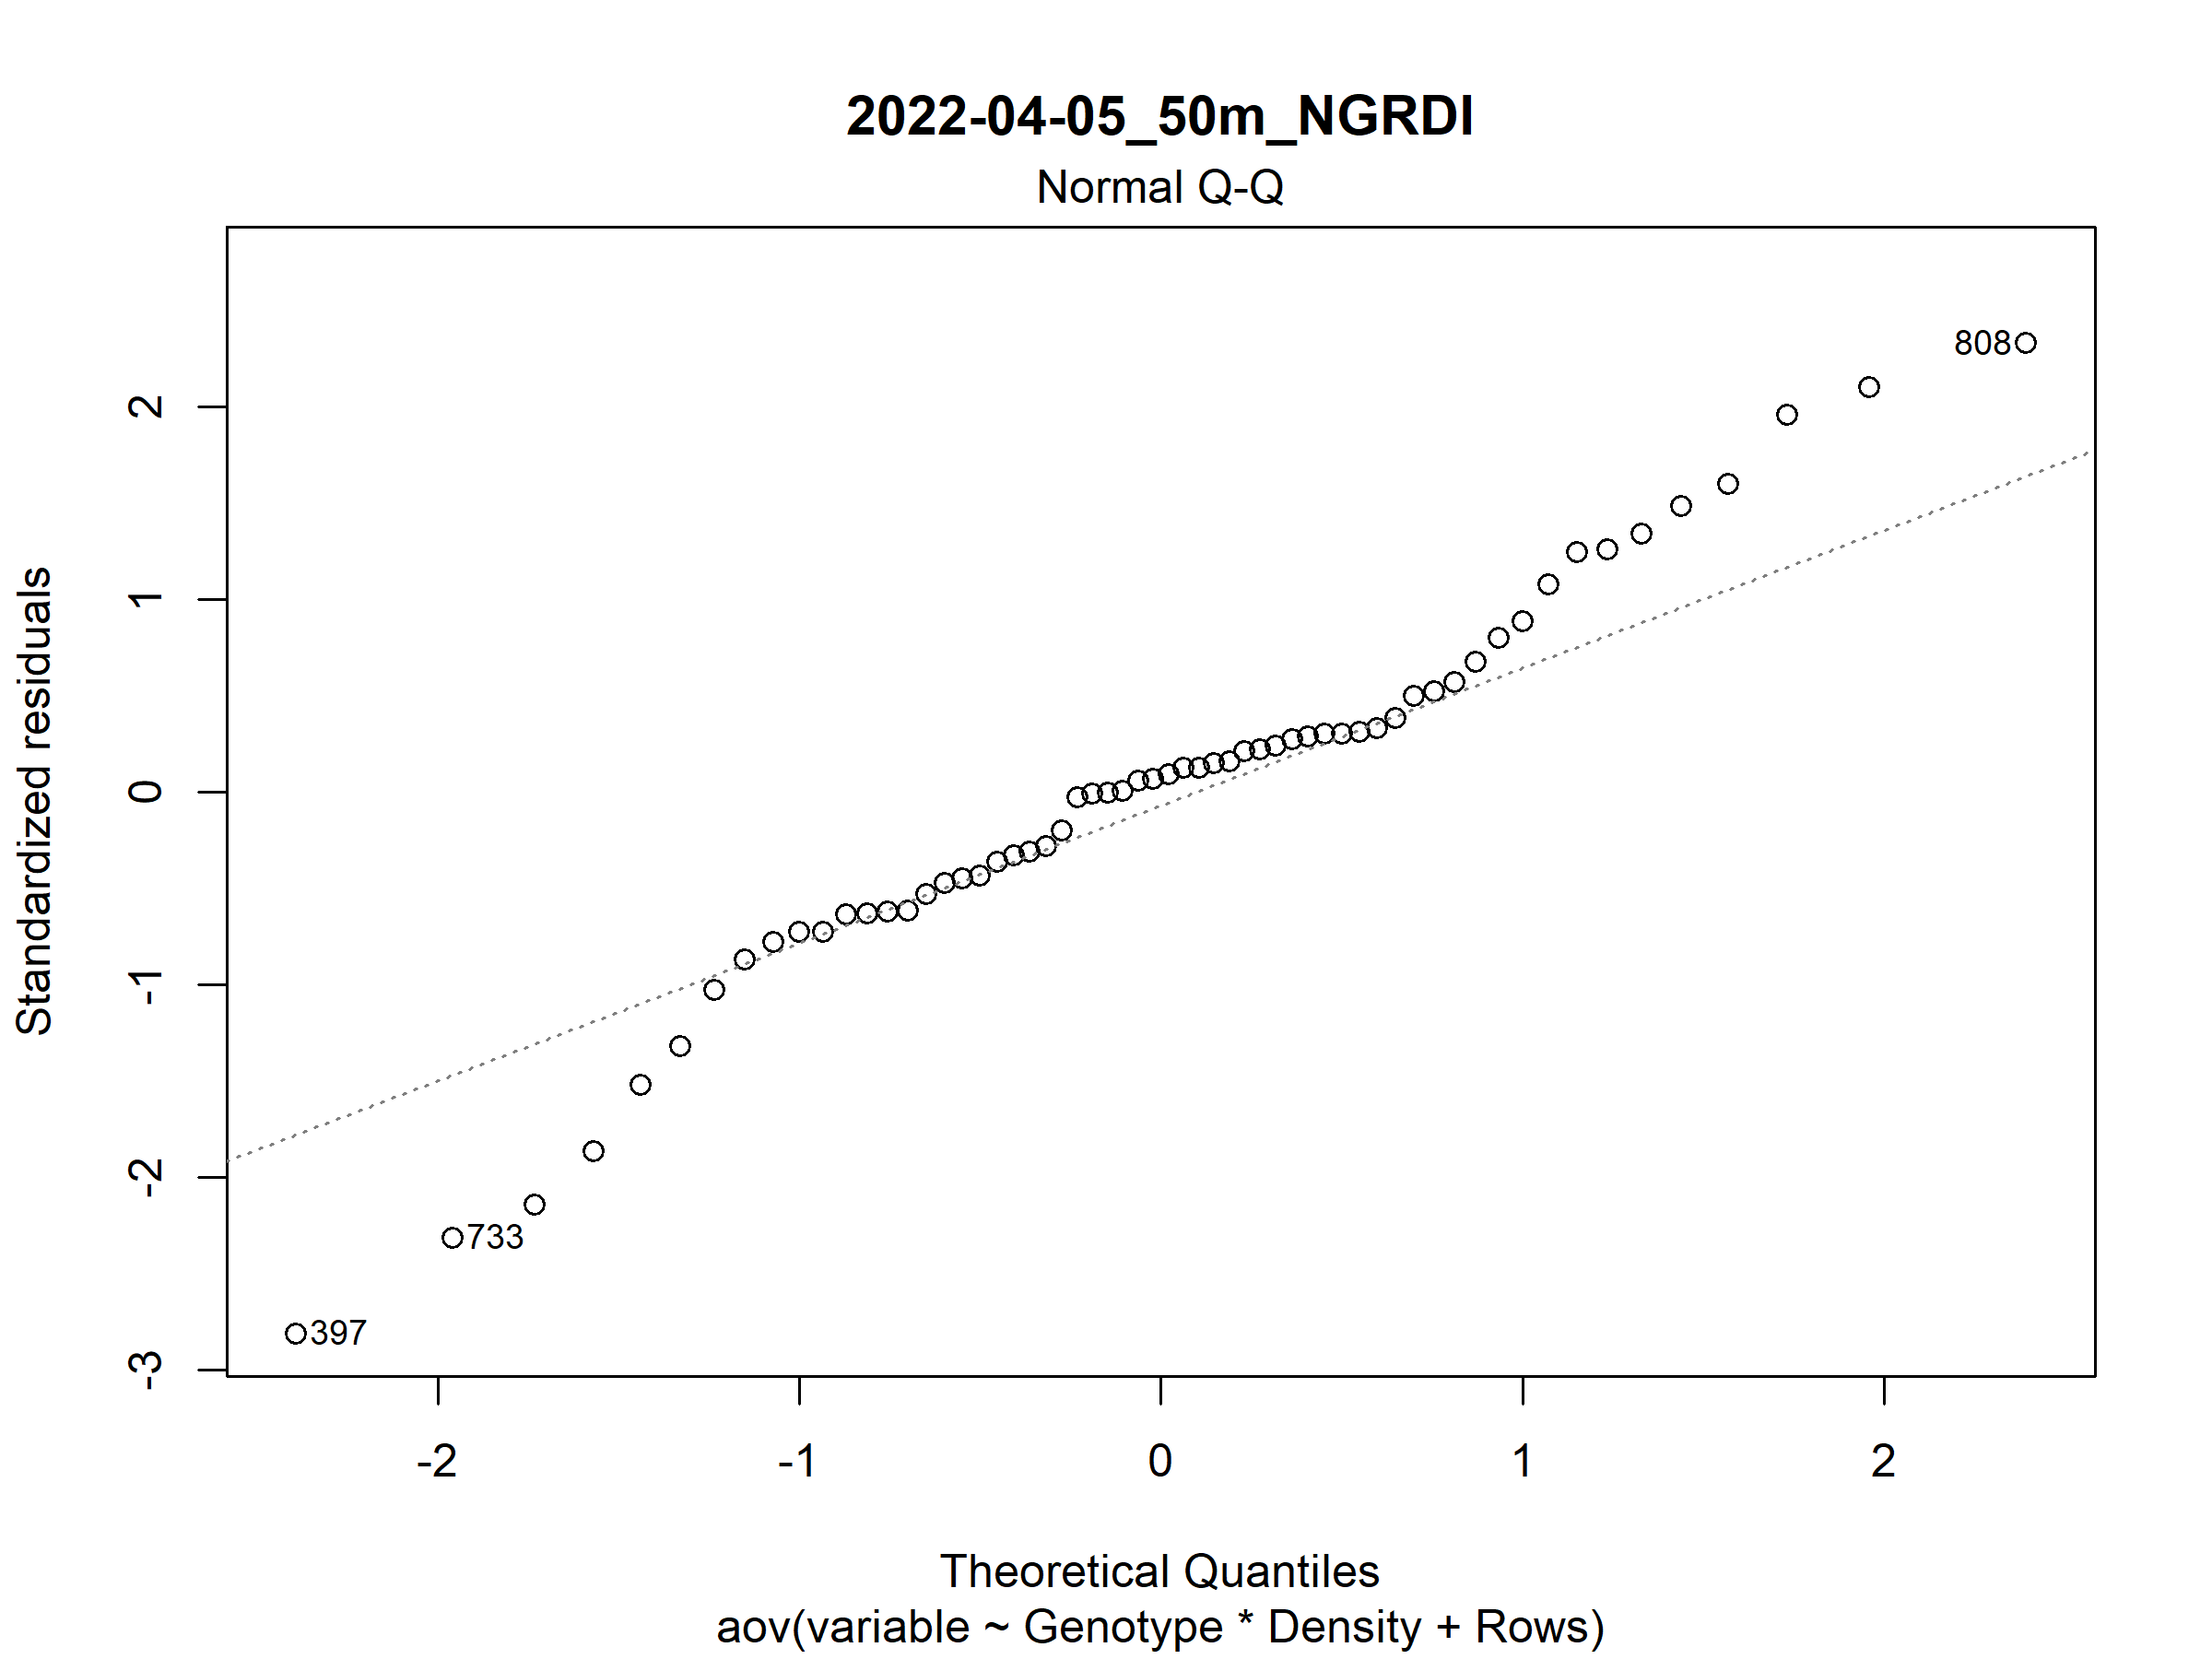 2022-04-05_50m_NGRDI
Normal Q-Q
Standardized residuals
2
1
0
-1
-2
-3
808
733
397
-2
-1
0
1
2
Theoretical Quantiles
aov(variable ~ Genotype * Density + Rows)